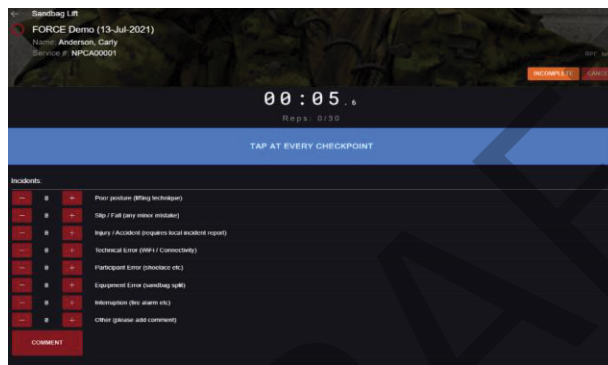 ← Sandbag Lift
FORCE Demo (13-Jul-2021)
Name: Anderson, Carly
Service #: NPCA00001
INCOMPLETE
00:05.6
Reps: 0/30
TAP AT EVERY CHECKPOINT
Incidents:
− 0 + Poor posture (lifting technique)
− 0 + Slip / Fall (any minor mistake)
− 0 + Injury / Accident (requires local incident report)
− 0 + Technical Error (WiFi / Connectivity)
− 0 + Participant Error (shoelace etc)
− 0 + Equipment Error (sandbag split)
− 0 + Interruption (fire alarm etc)
− 0 + Other (please add comment)
COMMENT